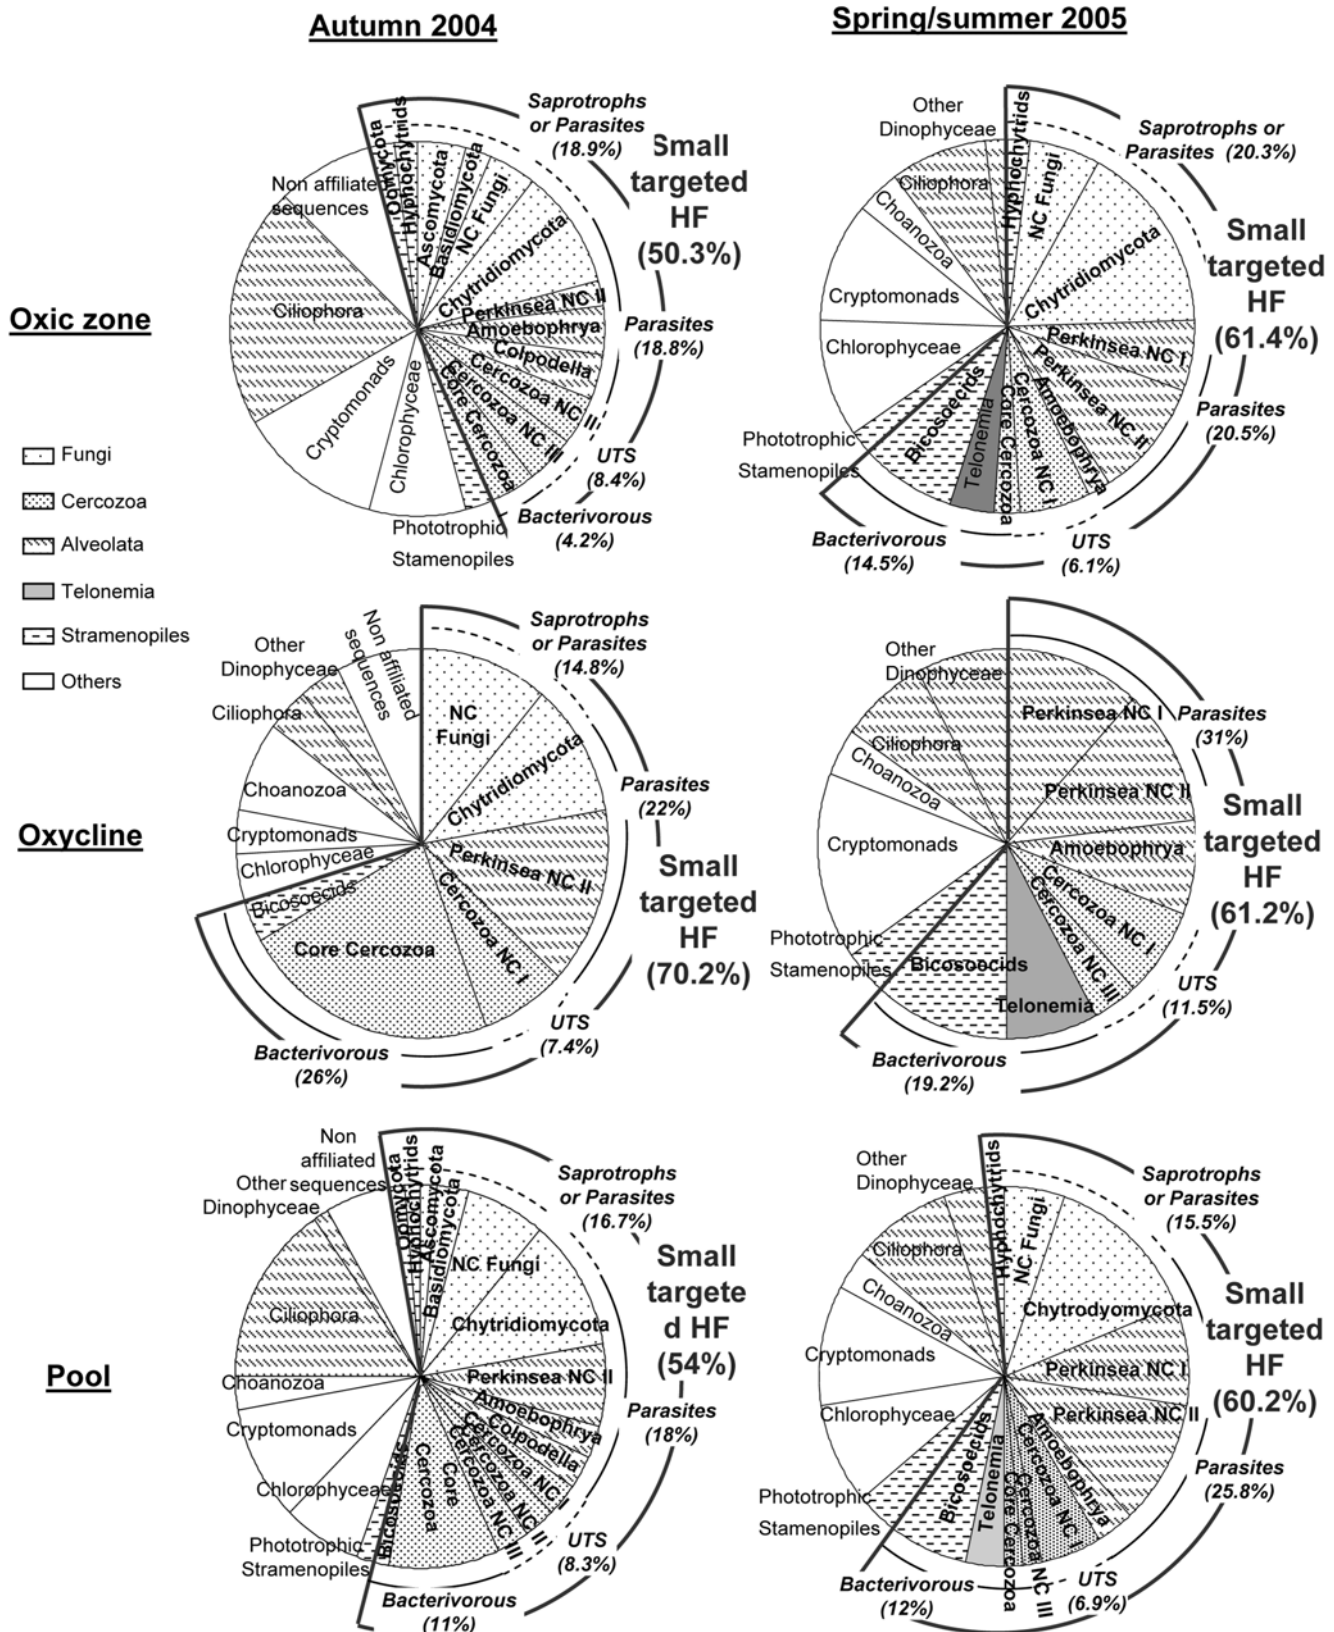 Autumn 2004
Spring/summer 2005
Oxic zone
Fungi
Cercozoa
Alveolata
Telonemia
Stramenopiles
Others
Oomycota
Hyphochytrids
Ascomycota
Basidiomycota
NC Fungi
Chytridiomycota
Perkinsea NC II
Amoebophrya
Colpodella
Cercozoa NC II
Cercozoa NC III
Core Cercozoa
Phototrophic
Stamenopiles
Chlorophyceae
Cryptomonads
Ciliophora
Non affiliated
sequences
Saprotrophs
or Parasites
(18.9%)
Small
targeted
HF
(50.3%)
Parasites
(18.8%)
UTS
(8.4%)
Bacterivorous
(4.2%)
Other
Dinophyceae
Hyphochytrids
NC Fungi
Chytridiomycota
Perkinsea NC I
Perkinsea NC II
Amoebophrya
Cercozoa NC I
Core Cercozoa
Telonemia
Bicosoecids
Phototrophic
Stamenopiles
Chlorophyceae
Cryptomonads
Choanozoa
Ciliophora
Saprotrophs or
Parasites (20.3%)
Small
targeted
HF
(61.4%)
Parasites
(20.5%)
UTS
(6.1%)
Bacterivorous
(14.5%)
Oxycline
Other
Dinophyceae
Non affiliated
sequences
NC
Fungi
Chytridiomycota
Perkinsea NC II
Cercozoa NC I
Core Cercozoa
Bicosoecids
Chlorophyceae
Cryptomonads
Choanozoa
Ciliophora
Saprotrophs
or Parasites
(14.8%)
Parasites
(22%)
Small
targeted
HF
(70.2%)
UTS
(7.4%)
Bacterivorous
(26%)
Other
Dinophyceae
Perkinsea NC I
Perkinsea NC II
Amoebophrya
Cercozoa NC I
Cercozoa NC III
Telonemia
Bicosoecids
Phototrophic
Stamenopiles
Cryptomonads
Choanozoa
Ciliophora
Parasites
(31%)
Small
targeted
HF
(61.2%)
UTS
(11.5%)
Bacterivorous
(19.2%)
Pool
Non
affiliated
sequences
Other
Dinophyceae
Oomycota
Hyphochytrids
Ascomycota
Basidiomycota
NC Fungi
Chytridiomycota
Perkinsea NC II
Amoebophrya
Colpodella
Cercozoa NC I
Cercozoa NC II
Cercozoa NC III
Core
Cercozoa
Bicosoecids
Phototrophic
Stramenopiles
Chlorophyceae
Cryptomonads
Choanozoa
Ciliophora
Saprotrophs
or Parasites
(16.7%)
Small
targete
d HF
(54%)
Parasites
(18%)
UTS
(8.3%)
Bacterivorous
(11%)
Other
Dinophyceae
Hyphochytrids
NC Fungi
Chytrodyomycota
Perkinsea NC I
Perkinsea NC II
Amoebophrya
Cercozoa NC I
Cercozoa NC III
Core Cercozoa
Telonemia
Bicosoecids
Phototrophic
Stamenopiles
Chlorophyceae
Cryptomonads
Choanozoa
Ciliophora
Saprotrophs
or Parasites
(15.5%)
Small
targeted
HF
(60.2%)
Parasites
(25.8%)
UTS
(6.9%)
Bacterivorous
(12%)